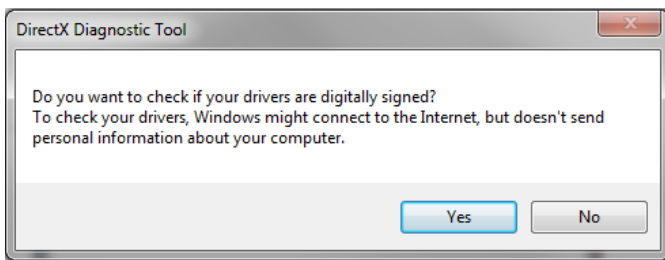 DirectX Diagnostic Tool
Do you want to check if your drivers are digitally signed?
To check your drivers, Windows might connect to the Internet, but doesn't send
personal information about your computer.
Yes No